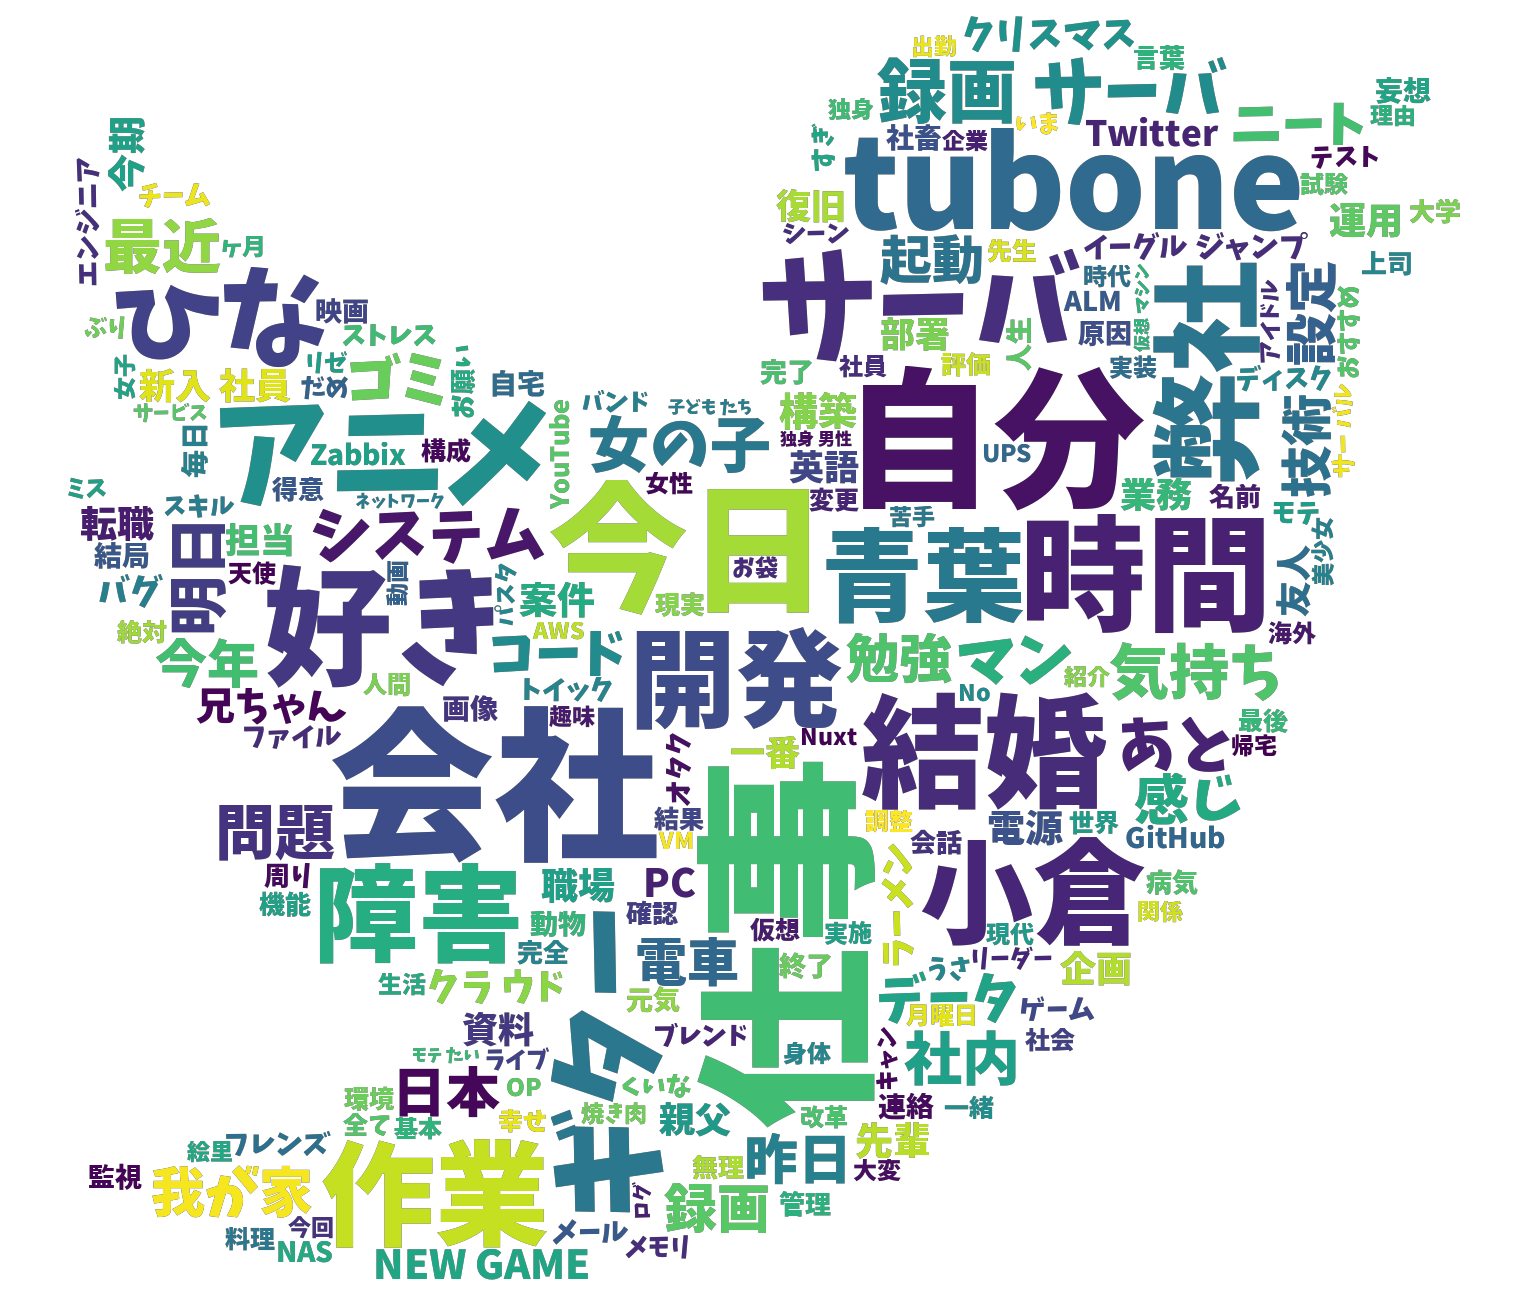 クリスマス
出勤
言葉
録画 サーバ
妄想
独身
理由
社畜
企業
いま
Twitter
ニート
すぎ
テスト
tubone
今期
エンジニア
チーム
試験
復旧
運用
大学
最近
ケ月
シーン
起動
先生
イーグル ジャンプ
上司
サーバ
時代
マシン
弊社
設定
ひな
映画
ALM
アイドル
おすすめ
ぶり
ストレス
部署
人生
原因
仮想
女子
リゼ
ゴミ
お願い
完了
社員
評価
実装
新入 社員
だめ
自宅
ディスク
サービス
アニメ
YouTube
バンド
子どもたち
構築
自分
技術
サーバル
毎日
Zabbix
構成
女の子
独身 男性
UPS
英語
ミス
得意
ネットワーク
女性
変更
業務
名前
転職
スキル
システム
今日
苦手
モテ
美少女
結局
明日
担当
青葉
時間
友人
バグ
天使
好き
動画
パスタ
案件
お袋
現実
絶対
AWS
海外
今年
コード
開発
勉強
マン
気持ち
人間
トイック
紹介
兄ちゃん
画像
趣味
No
最後
ファイル
会社
オタク
一番
Nuxt
結婚
あと
帰宅
感じ
問題
結果
仕事
調整
電源
世界
VM
会話
GitHub
周り
障害
職場
PC
ラーメン
小倉
病気
機能
動物
確認
仮想
実施
現代
関係
完全
ギター
電車
リーダー
生活
クラウド
終了
うさ
企画
元気
データ
月曜日
ゲーム
資料
ブレンド
身体
キャン
社内
社会
モテたい
ライブ
日本
OP
くいな
環境
連絡
一緒
全て
基本
幸せ
焼き肉
親父
改革
絵里
フレンズ
先輩
監視
我が家
作業
無理
昨日
大変
録画
管理
ログ
今回
料理
NAS
メール
メモリ
NEW GAME